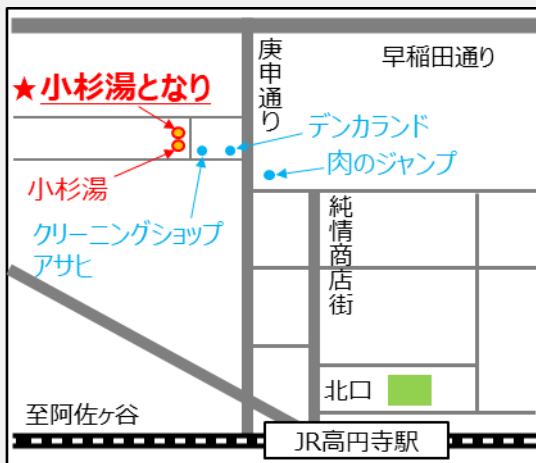 早稲田通り
庚申通り
★小杉湯となり
デンカランド
肉のジャンプ
小杉湯
クリーニングショップ
アサヒ
純情商店街
北口
至阿佐ヶ谷
JR高円寺駅